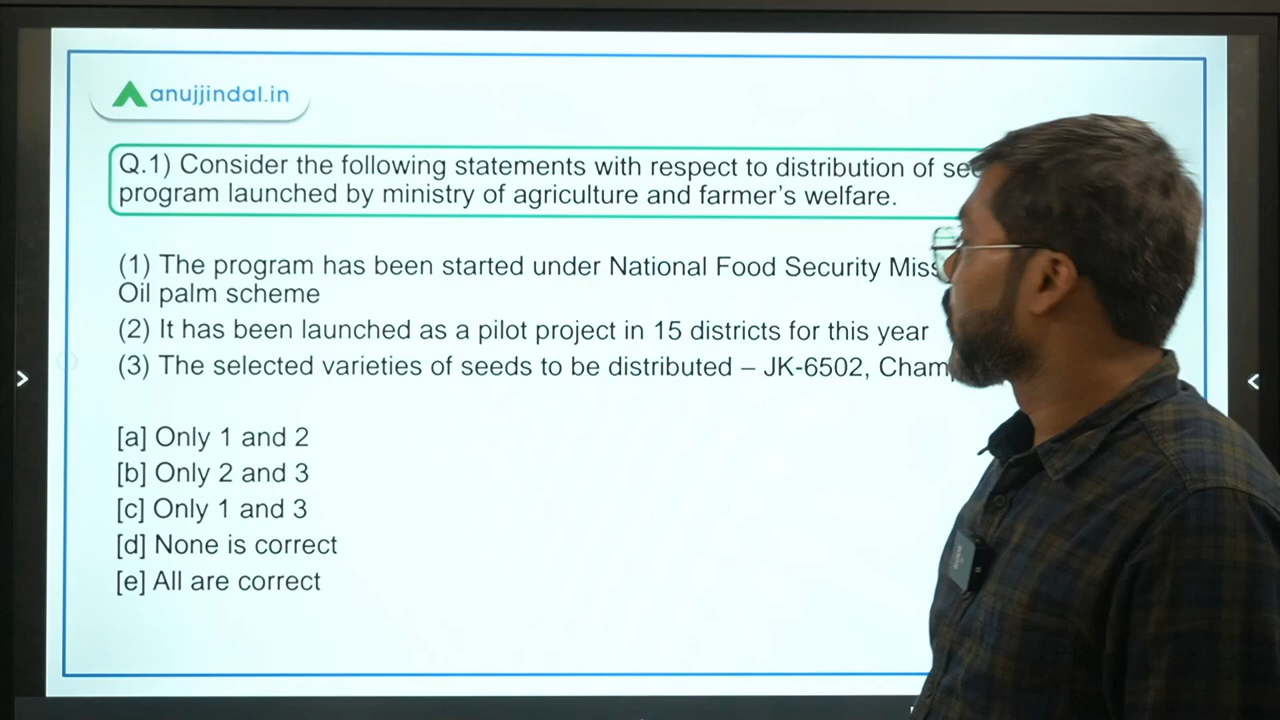 anujjindal.in
Q.1) Consider the following statements with respect to distribution of
program launched by ministry of agriculture and farmer's welfare.
(1) The program has been started under National Food Security
Oil palm scheme
(2) It has been launched as a pilot project in 15 districts for this year
(3) The selected varieties of seeds to be distributed – JK-6502,
[a] Only 1 and 2
[b] Only 2 and 3
[c] Only 1 and 3
[d] None is correct
[e] All are correct